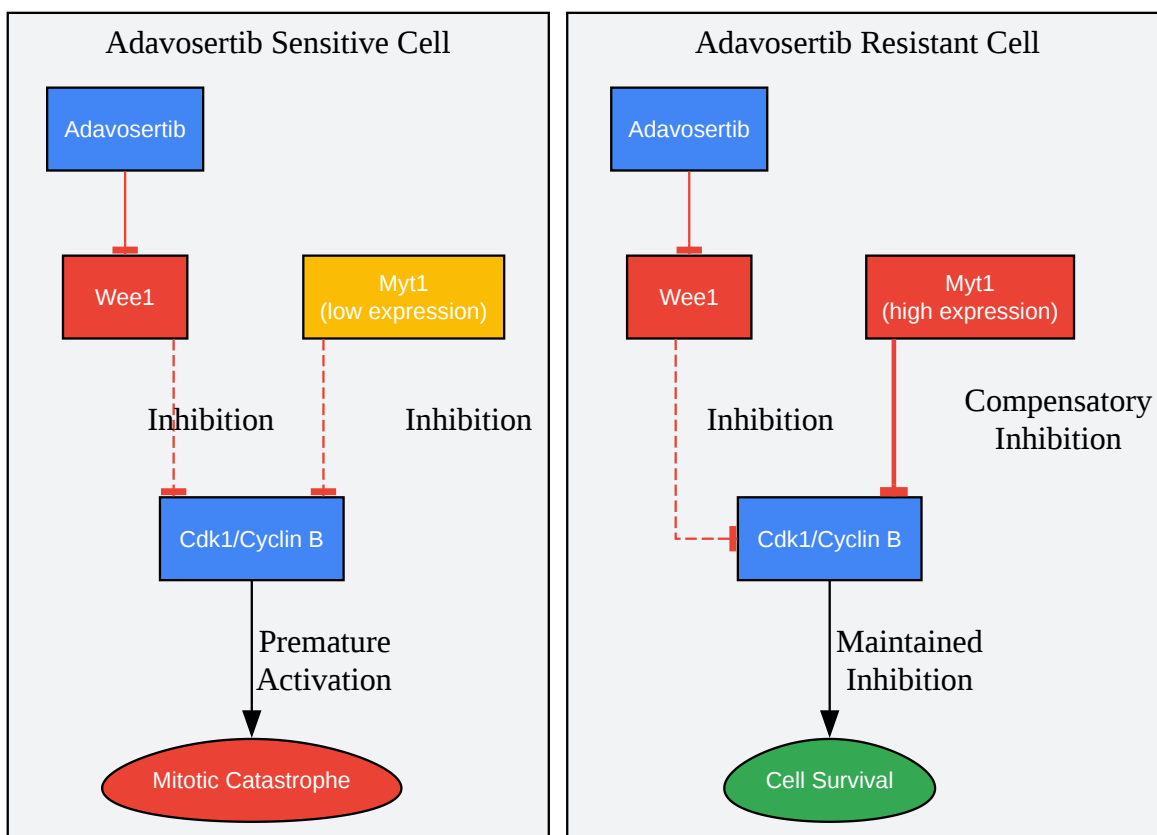 Adavosertib Sensitive Cell
Adavosertib
Wee1
Myt1
(low expression)
Inhibition
Inhibition
Cdk1/Cyclin B
Premature
Activation
Mitotic Catastrophe
Adavosertib Resistant Cell
Adavosertib
Wee1
Myt1
(high expression)
Inhibition
Compensatory
Inhibition
Cdk1/Cyclin B
Maintained
Inhibition
Cell Survival